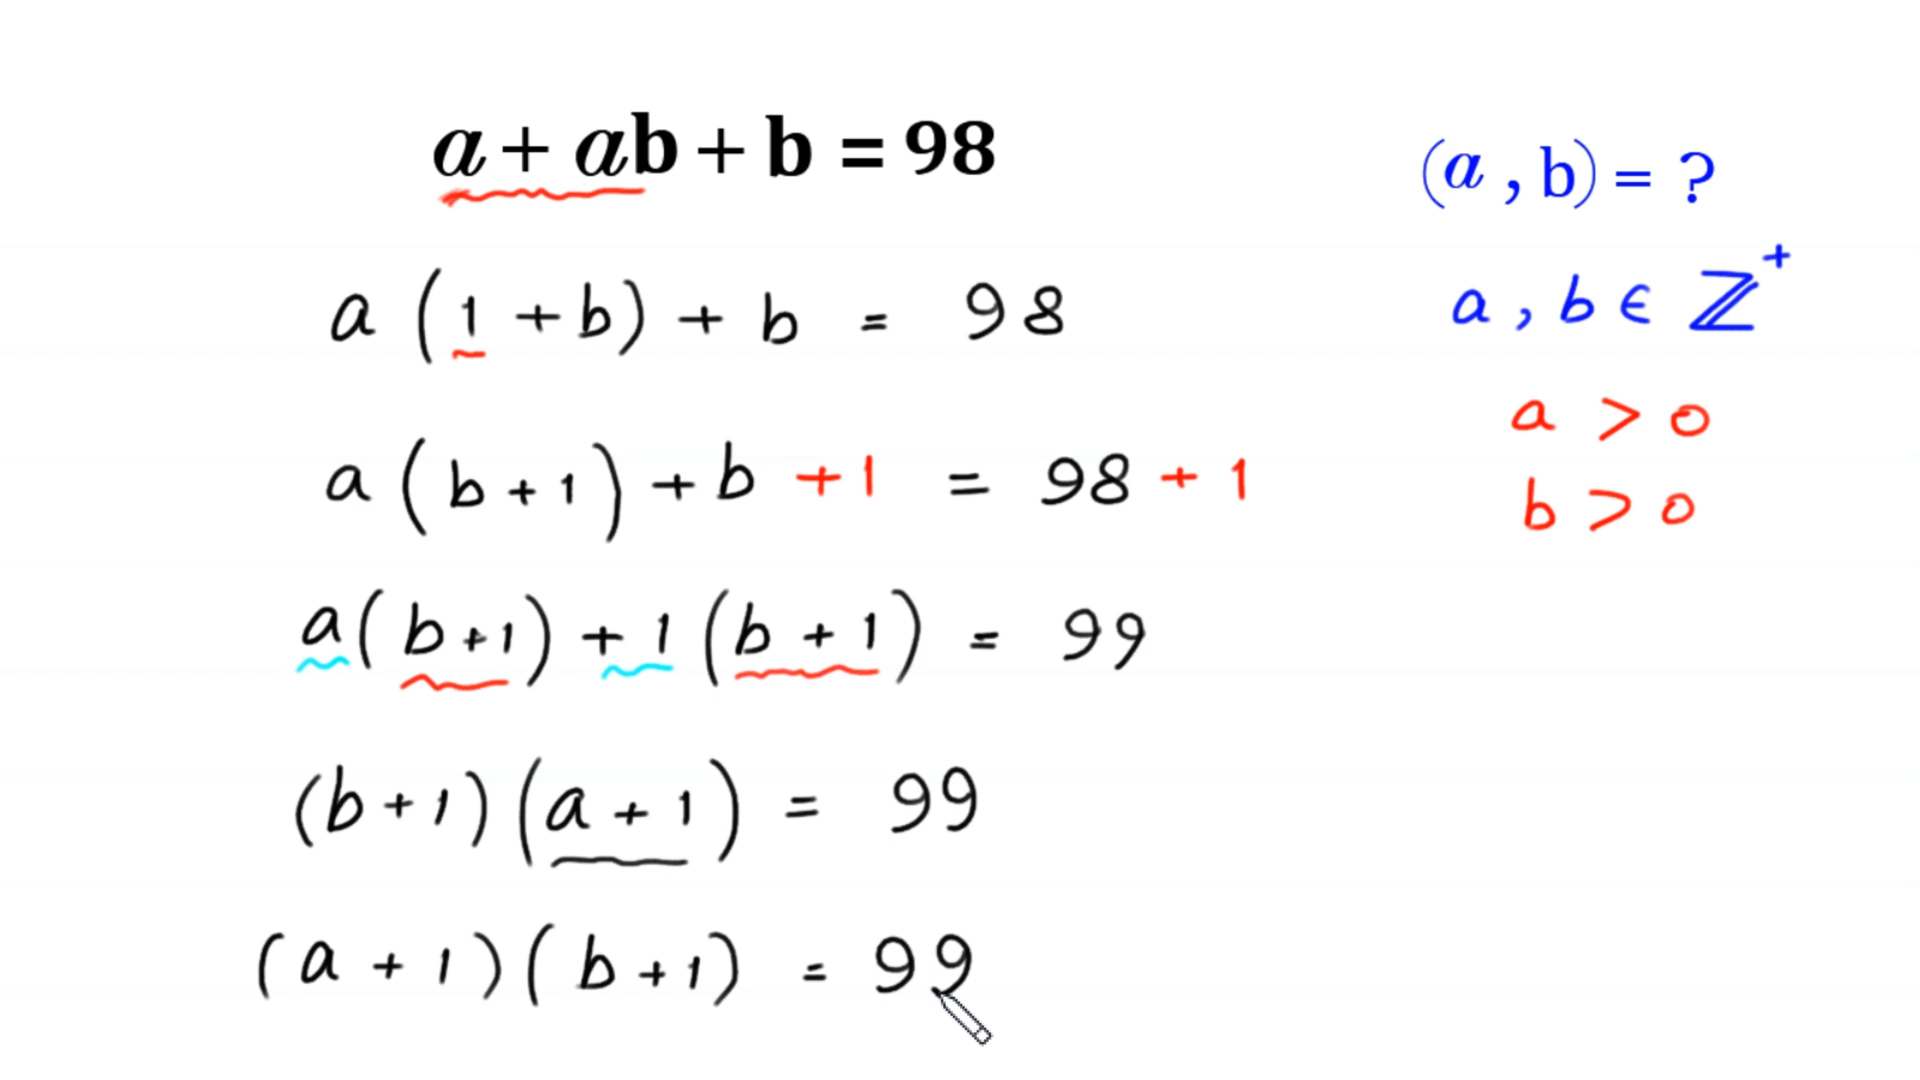 a + ab + b = 98
(a , b) = ?
a (1 + b) + b = 98
a , b ∈ ℤ⁺
a (b + 1) + b + 1 = 98 + 1
a > 0
b > 0
a (b + 1) + 1 (b + 1) = 99
(b + 1) (a + 1) = 99
(a + 1) (b + 1) = 99